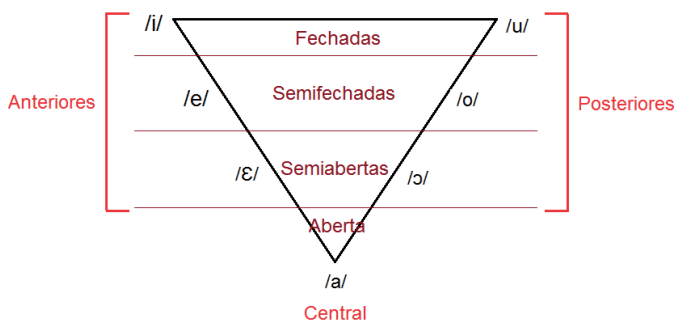 /i/ Fechadas /u/
/e/ Semifechadas /o/
Anteriores Posteriores
/Ɛ/ Semiabertas /ɔ/
Aberta
/a/
Central